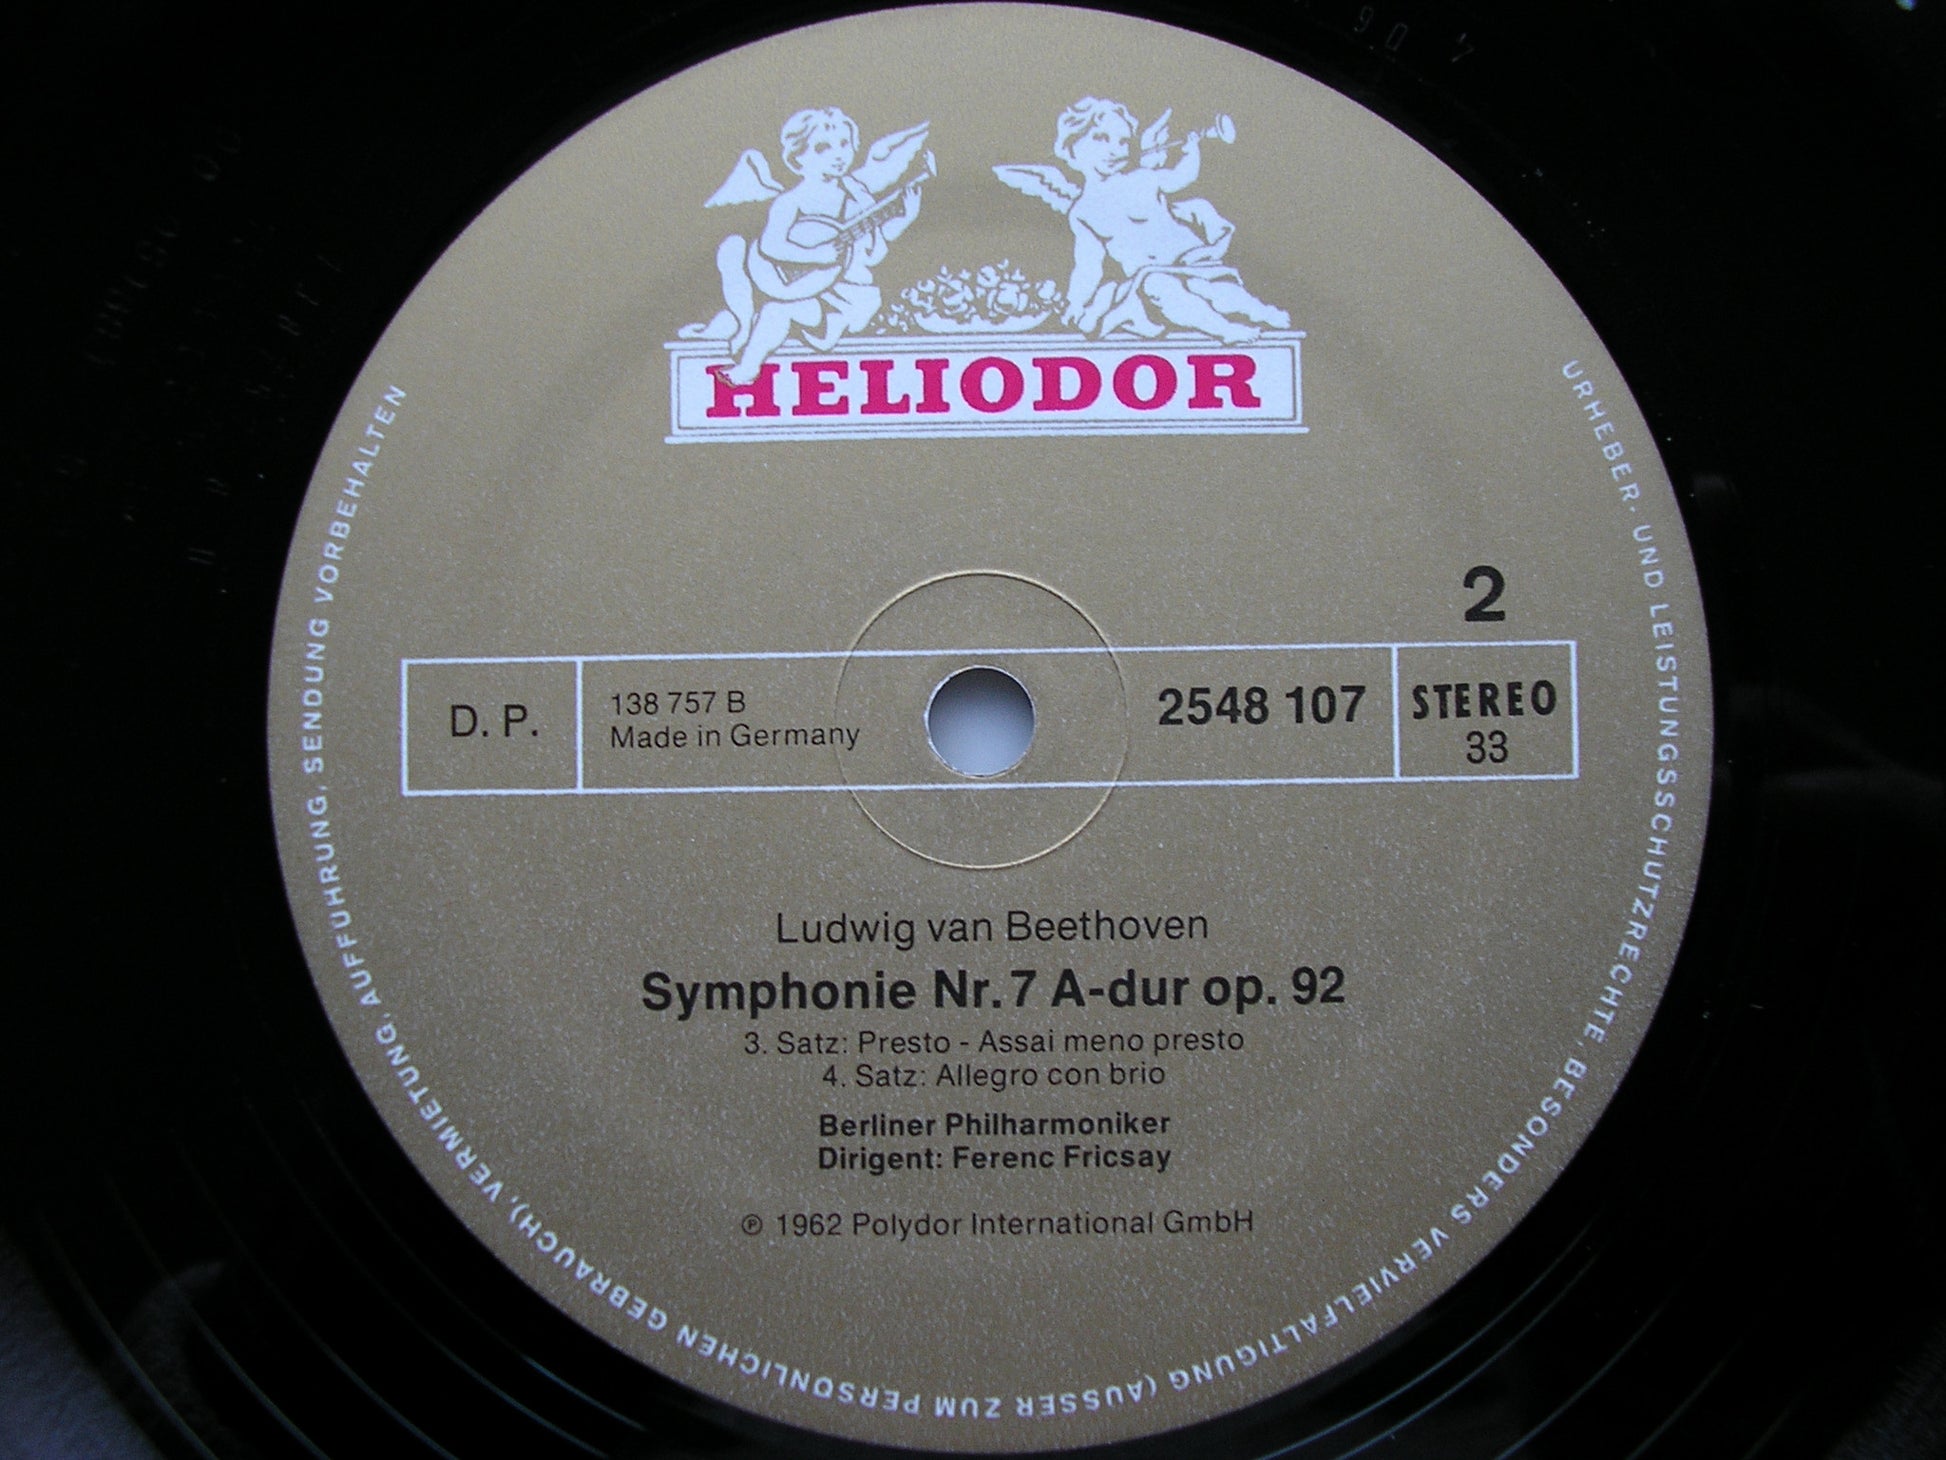 HELIODOR
2
D. P.
138 757 B
Made in Germany
2548 107
STEREO
33
Ludwig van Beethoven
Symphonie Nr. 7 A-dur op. 92
3. Satz: Presto - Assai meno presto
4. Satz: Allegro con brio
Berliner Philharmoniker
Dirigent: Ferenc Fricsay
℗ 1962 Polydor International GmbH
URHEBER- UND LEISTUNGSSCHUTZRECHTE, BESONDERS VERVIELFÄLTIGUNG (AUSSER ZUM PERSÖNLICHEN GEBRAUCH), VERMIETUNG, AUFFÜHRUNG, SENDUNG VORBEHALTEN